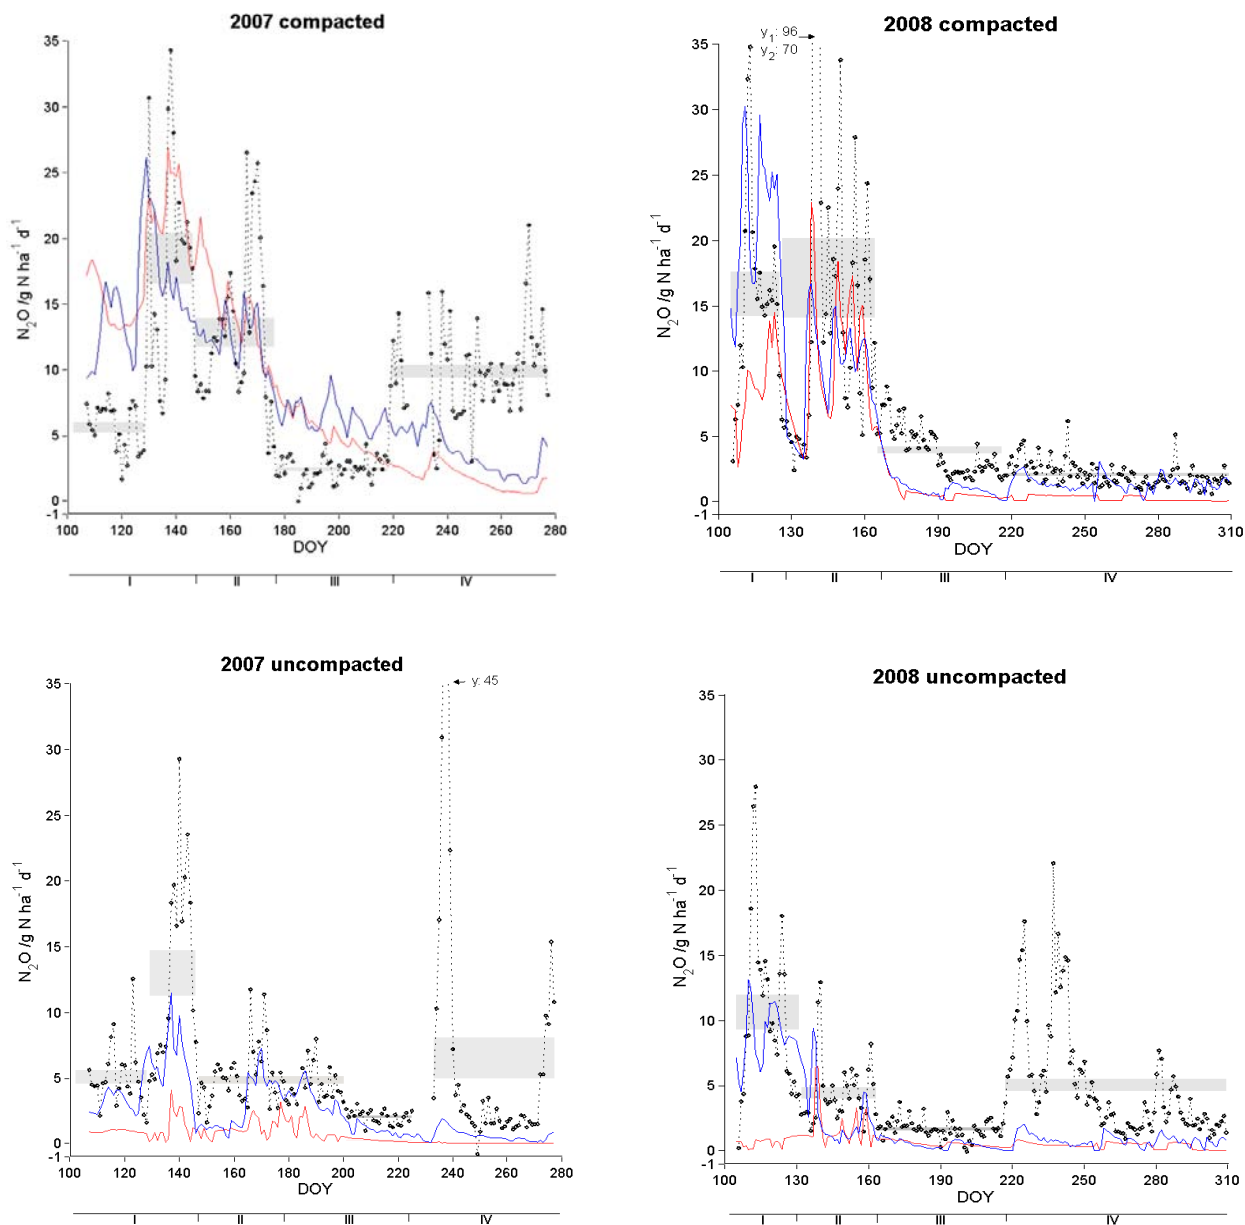 2007 compacted
35
30
25
20
15
10
5
0
-1
N2O /g N ha-1 d-1
100 120 140 160 180 200 220 240 260 280
DOY
I II III IV
2008 compacted
y1: 96
y2: 70
35
30
25
20
15
10
5
0
-1
N2O /g N ha-1 d-1
100 130 160 190 220 250 280 310
DOY
I II III IV
2007 uncompacted
y: 45
35
30
25
20
15
10
5
0
-1
N2O /g N ha-1 d-1
100 120 140 160 180 200 220 240 260 280
DOY
I II III IV
2008 uncompacted
35
30
25
20
15
10
5
0
-1
N2O /g N ha-1 d-1
100 130 160 190 220 250 280 310
DOY
I II III IV